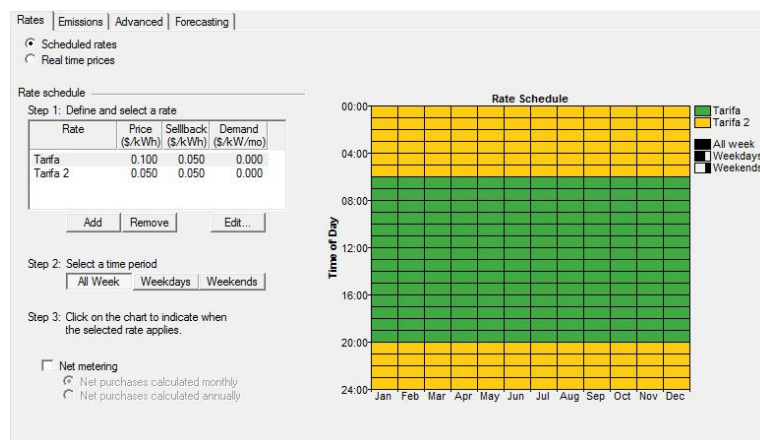 Rates Emissions Advanced Forecasting
Scheduled rates
Real time prices
Rate schedule
Step 1: Define and select a rate
Rate Price Sellback Demand
($/kWh) ($/kWh) ($/kW/mo)
Tarifa 0.100 0.050 0.000
Tarifa 2 0.050 0.050 0.000
Add Remove Edit...
Step 2: Select a time period
All Week Weekdays Weekends
Step 3: Click on the chart to indicate when
the selected rate applies.
Net metering
Net purchases calculated monthly
Net purchases calculated annually
Rate Schedule
Time of Day
00:00
04:00
08:00
12:00
16:00
20:00
24:00
Jan Feb Mar Apr May Jun Jul Aug Sep Oct Nov Dec
Tarifa
Tarifa 2
All week
Weekdays
Weekends